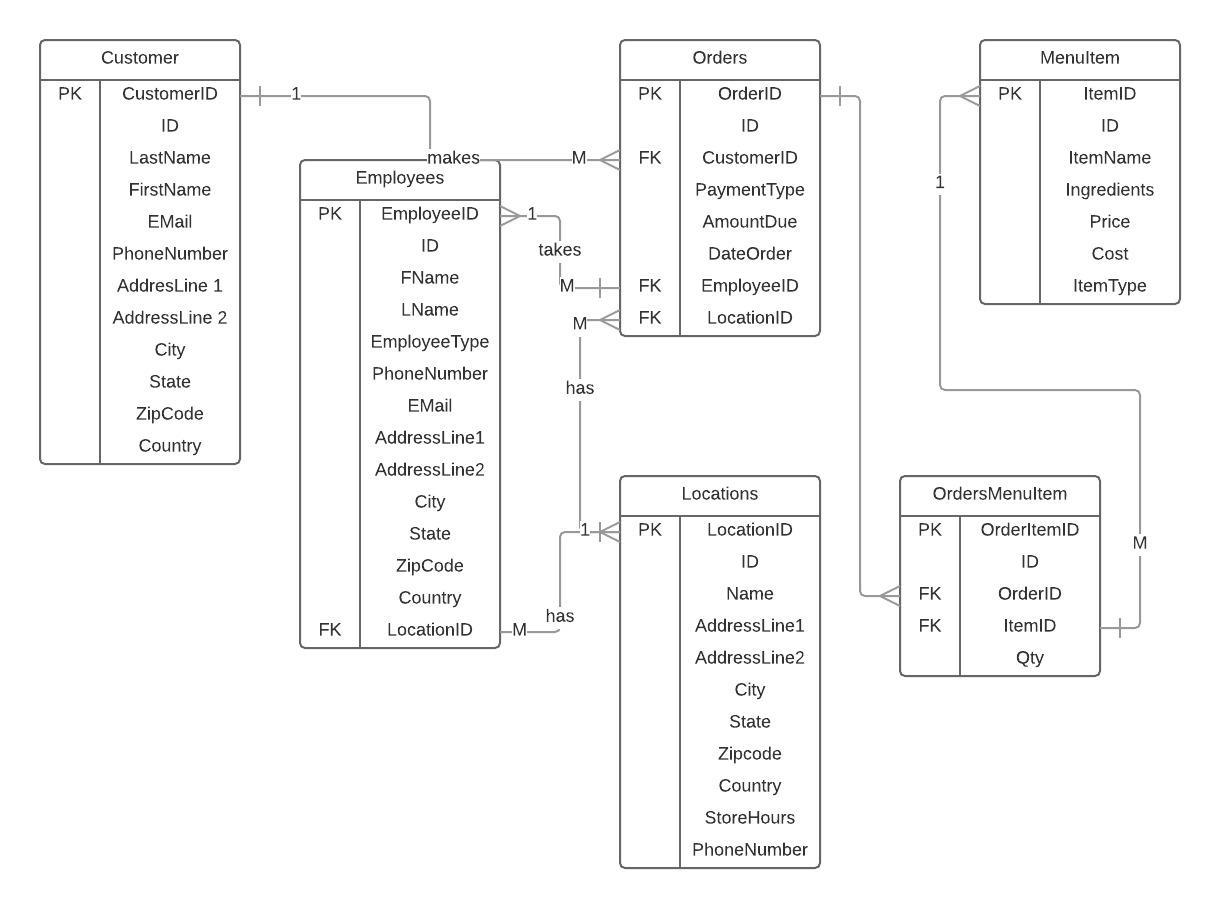 Customer
PK CustomerID
ID
LastName
FirstName
EMail
PhoneNumber
AddresLine 1
AddressLine 2
City
State
ZipCode
Country
1
makes
M
Employees
PK EmployeeID
ID
FName
LName
EmployeeType
PhoneNumber
EMail
AddressLine1
AddressLine2
City
State
ZipCode
Country
FK LocationID
1
takes
M
M
has
1
has
M
Orders
PK OrderID
ID
FK CustomerID
PaymentType
AmountDue
DateOrder
FK EmployeeID
FK LocationID
Locations
PK LocationID
ID
Name
AddressLine1
AddressLine2
City
State
Zipcode
Country
StoreHours
PhoneNumber
MenuItem
PK ItemID
ID
ItemName
Ingredients
Price
Cost
ItemType
1
M
OrdersMenuItem
PK OrderItemID
ID
FK OrderID
FK ItemID
Qty